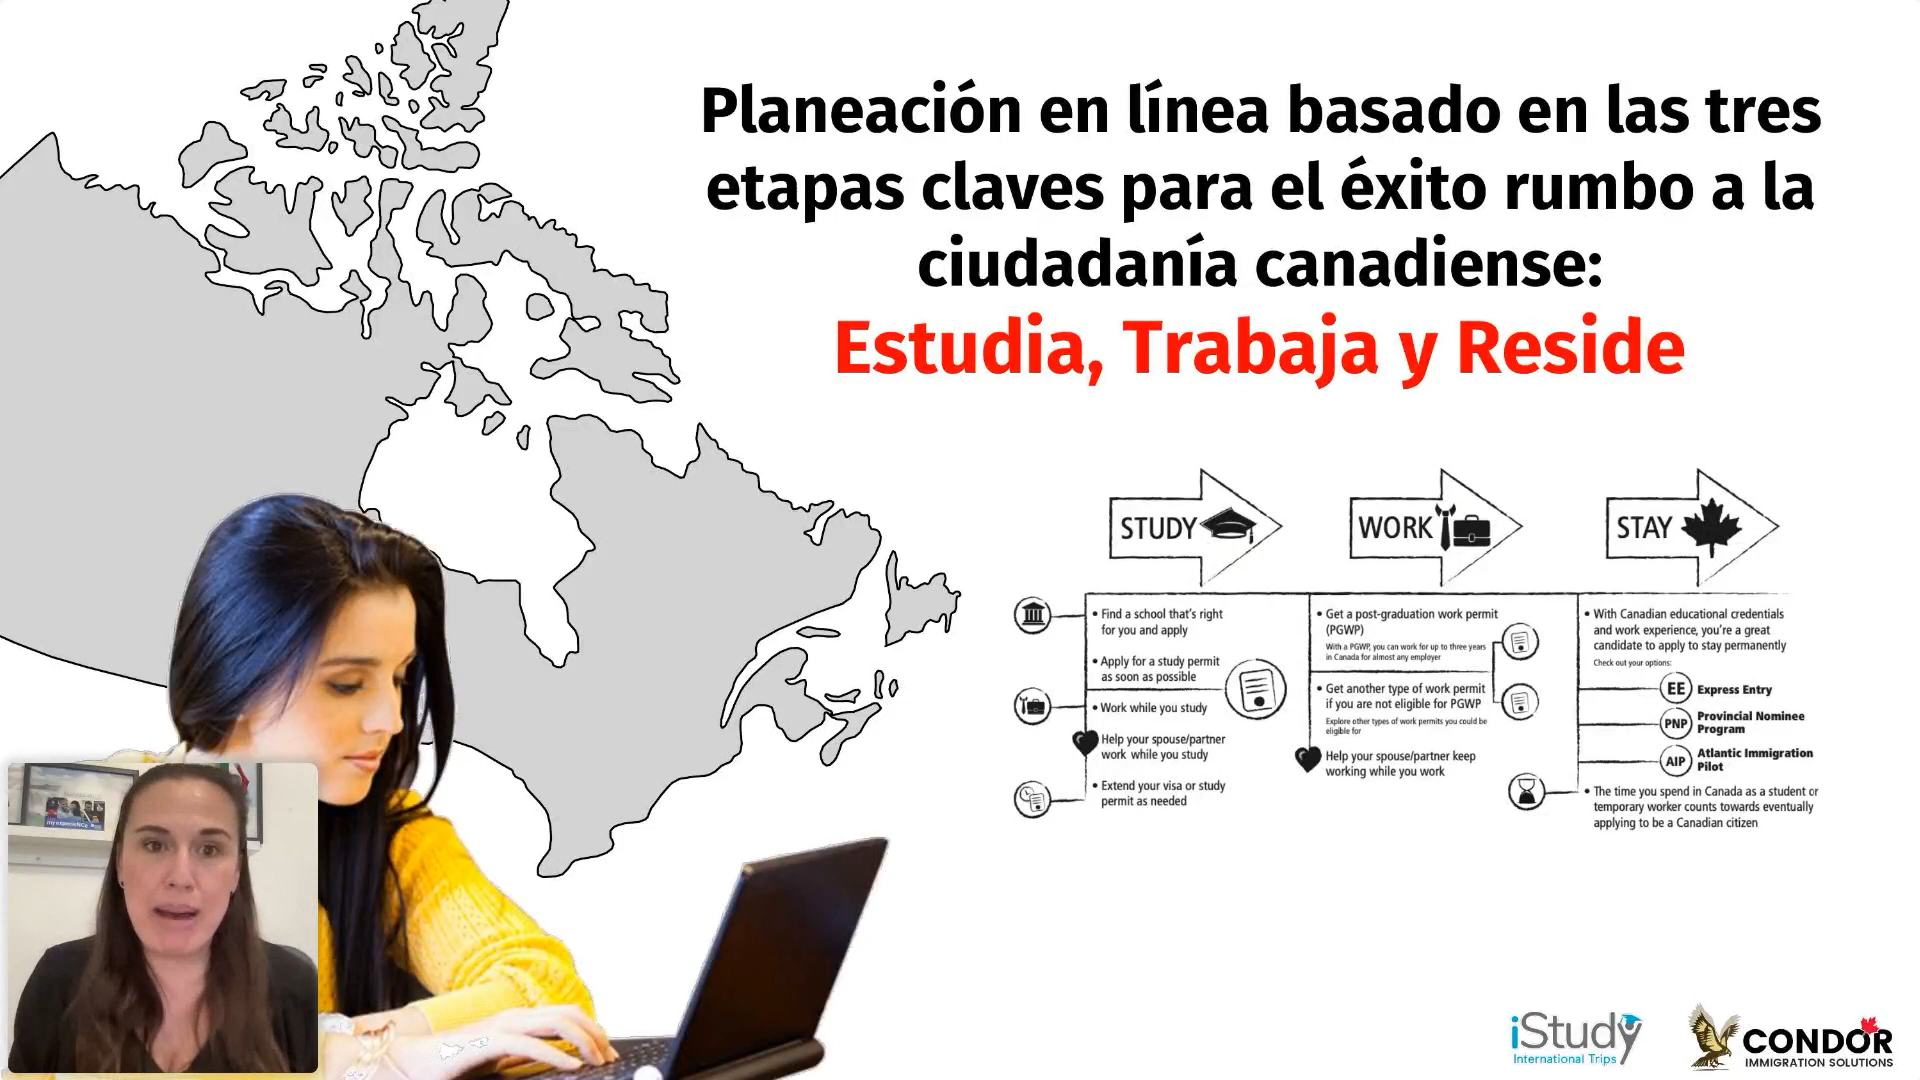 Planeación en línea basado en las tres
etapas claves para el éxito rumbo a la
ciudadanía canadiense:
Estudia, Trabaja y Reside
STUDY
• Find a school that's right
for you and apply
• Apply for a study permit
as soon as possible
• Work while you study
Help your spouse/partner
work while you study
• Extend your visa or study
permit as needed
WORK
• Get a post-graduation work permit
(PGWP)
With a PGWP, you can work for up to three years
in Canada for almost any employer
• Get another type of work permit
if you are not eligible for PGWP
Explore other types of work permits you could be
eligible for
Help your spouse/partner keep
working while you work
STAY
• With Canadian educational credentials
and work experience, you're a great
candidate to apply to stay permanently
Check out your options:
EE Express Entry
PNP Provincial Nominee
Program
AIP Atlantic Immigration
Pilot
• The time you spend in Canada as a student or
temporary worker counts towards eventually
applying to be a Canadian citizen
iStudy
International Trips
CONDOR
IMMIGRATION SOLUTIONS